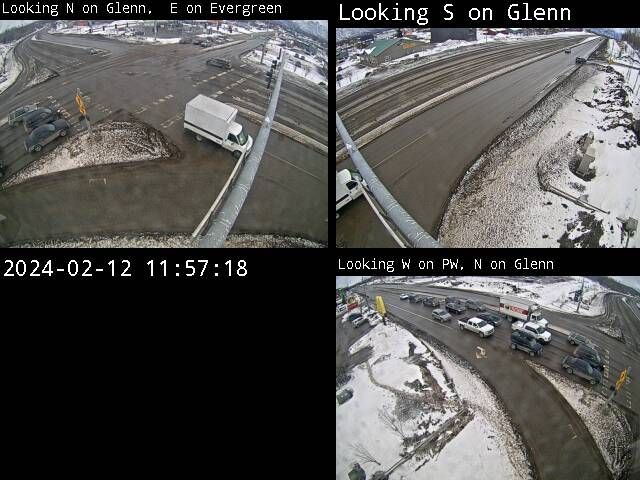 Looking N on Glenn,  E on Evergreen
Looking S on Glenn
2024-02-12 11:57:18
Looking W on PW, N on Glenn